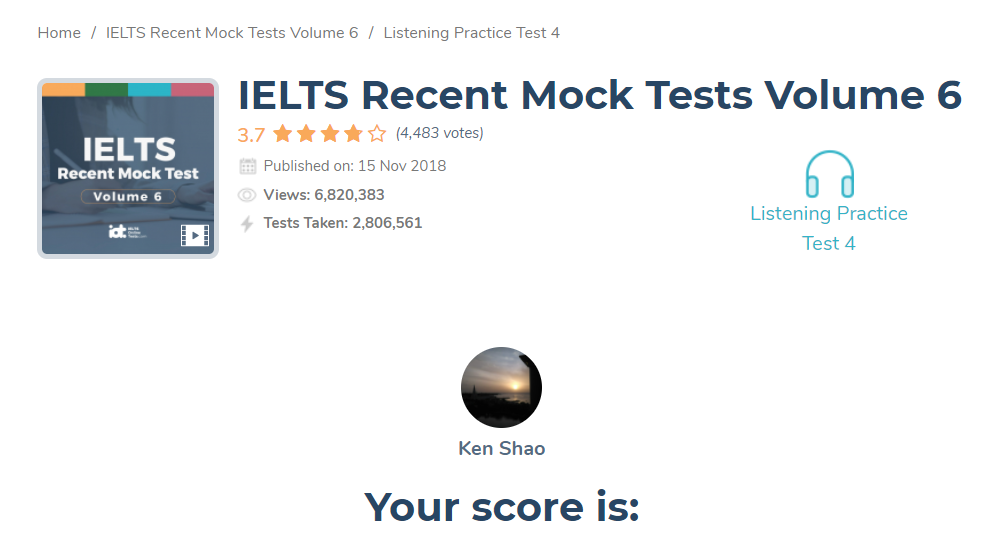 Home / IELTS Recent Mock Tests Volume 6 / Listening Practice Test 4
IELTS
Recent Mock Test
Volume 6
iot
IELTS Recent Mock Tests Volume 6
3.7 (4,483 votes)
Published on: 15 Nov 2018
Views: 6,820,383
Tests Taken: 2,806,561
Listening Practice
Test 4
Ken Shao
Your score is: